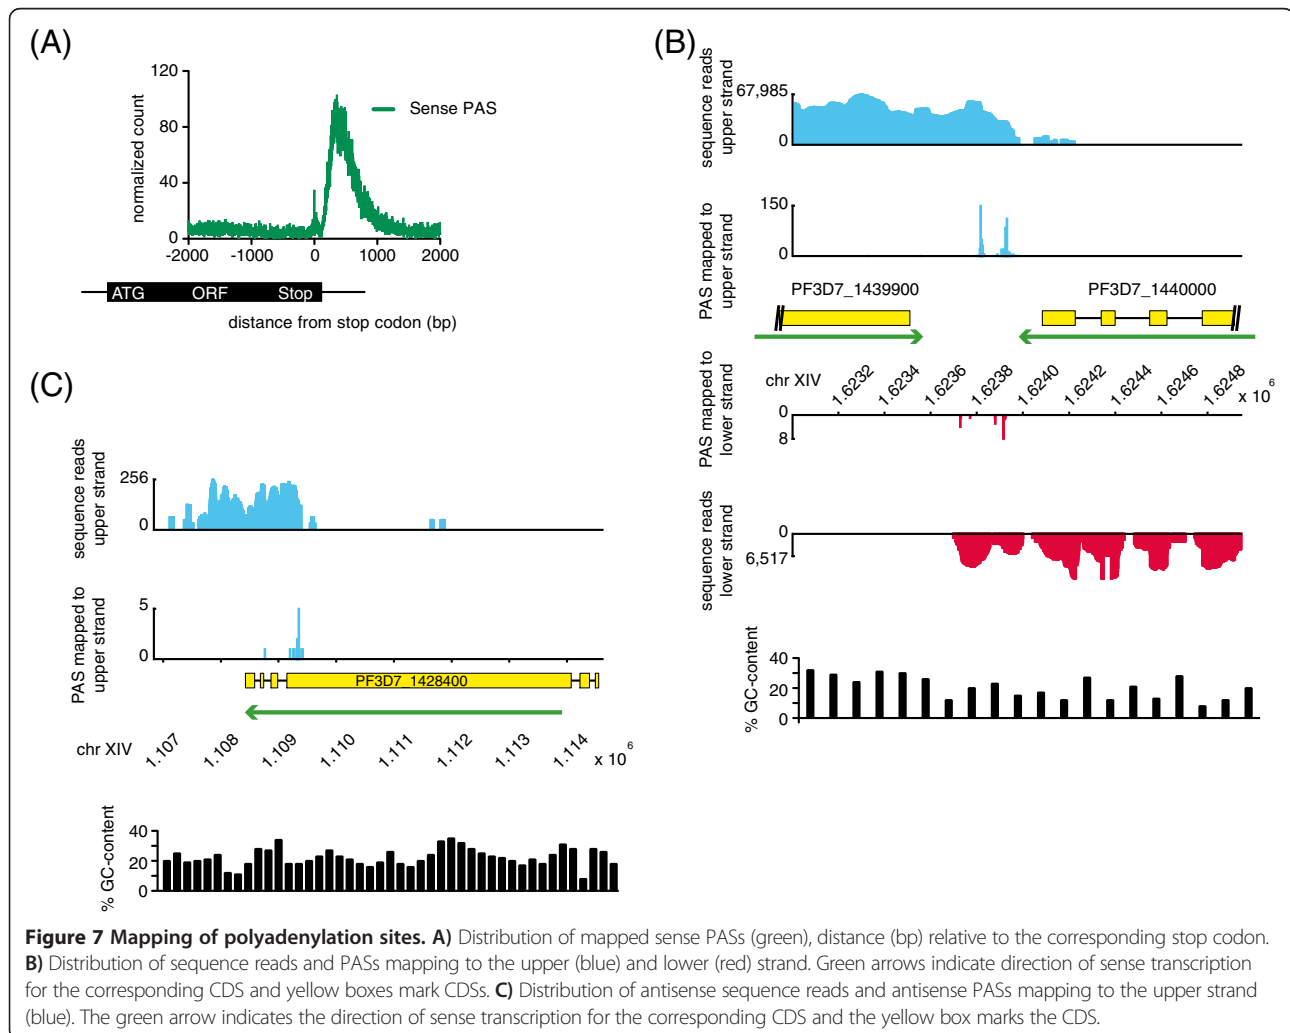 (A)
120
80
40
0
normalized count
Sense PAS
-2000
-1000
0
1000
2000
ATG
ORF
Stop
distance from stop codon (bp)
(B)
67,985
0
sequence reads
upper strand
150
0
PAS mapped to
upper strand
PF3D7_1439900
PF3D7_1440000
chr XIV
1.6232
1.6234
1.6236
1.6238
1.6240
1.6242
1.6244
1.6246
1.6248
x 10^6
0
8
PAS mapped to
lower strand
0
6,517
sequence reads
lower strand
40
20
0
% GC-content
(C)
256
0
sequence reads
upper strand
5
0
PAS mapped to
upper strand
PF3D7_1428400
chr XIV
1.107
1.108
1.109
1.110
1.111
1.112
1.113
1.114
x 10^6
40
20
0
% GC-content
Figure 7 Mapping of polyadenylation sites. A) Distribution of mapped sense PASs (green), distance (bp) relative to the corresponding stop codon.
B) Distribution of sequence reads and PASs mapping to the upper (blue) and lower (red) strand. Green arrows indicate direction of sense transcription
for the corresponding CDS and yellow boxes mark CDSs. C) Distribution of antisense sequence reads and antisense PASs mapping to the upper strand
(blue). The green arrow indicates the direction of sense transcription for the corresponding CDS and the yellow box marks the CDS.